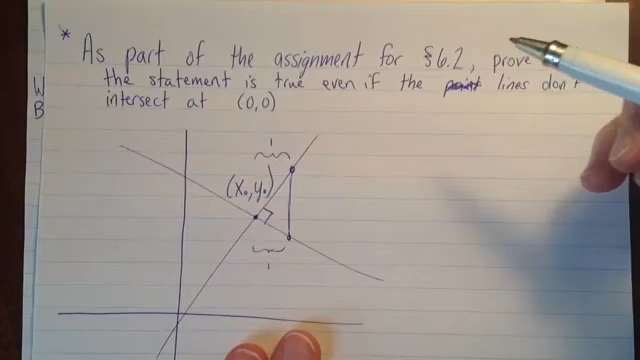 * As part of the assignment for §6.2, prove
W the statement is true even if the lines don't
B intersect at (0,0)
1
(x₀,y₀)
1